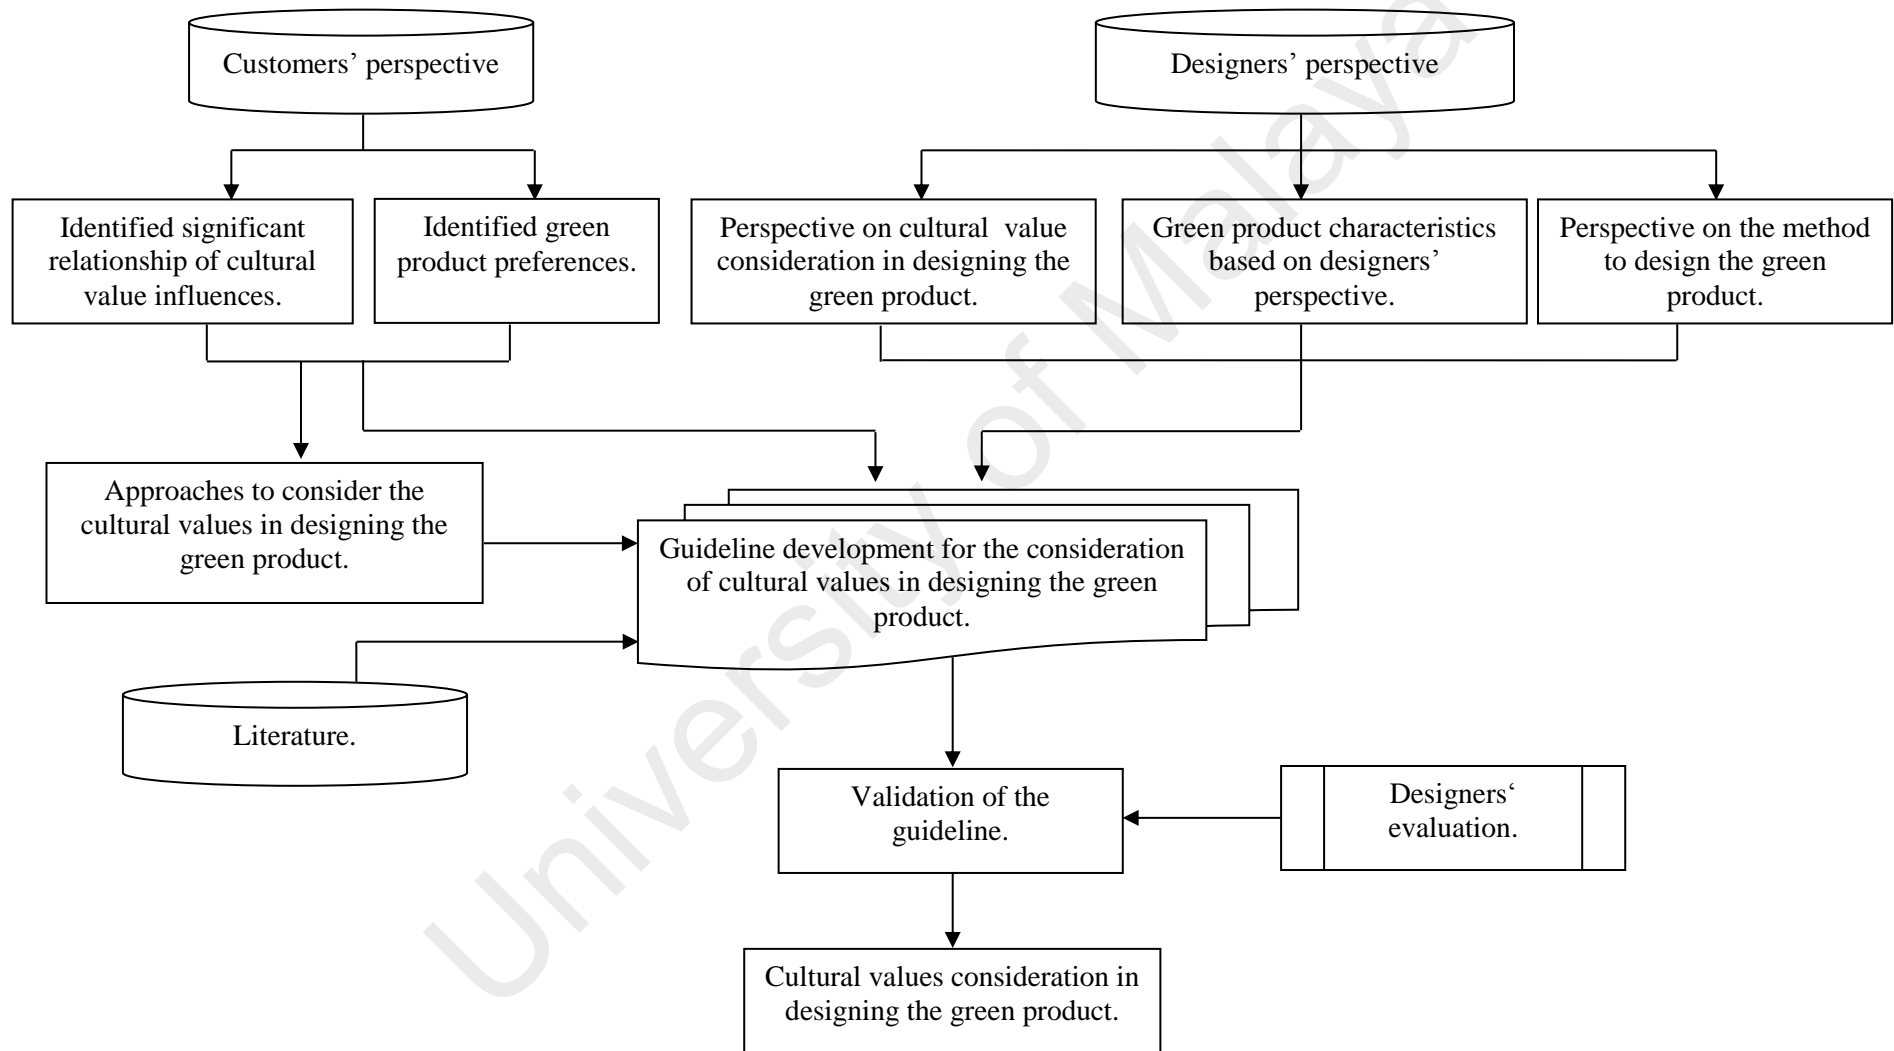 Customers’ perspective
Designers’ perspective
Identified significant
relationship of cultural
value influences.
Identified green
product preferences.
Perspective on cultural  value
consideration in designing the
green product.
Green product characteristics
based on designers’
perspective.
Perspective on the method
to design the green
product.
Approaches to consider the
cultural values in designing the
green product.
Guideline development for the consideration
of cultural values in designing the green
product.
Literature.
Validation of the
guideline.
Designers‘
evaluation.
Cultural values consideration in
designing the green product.
University of Malaya